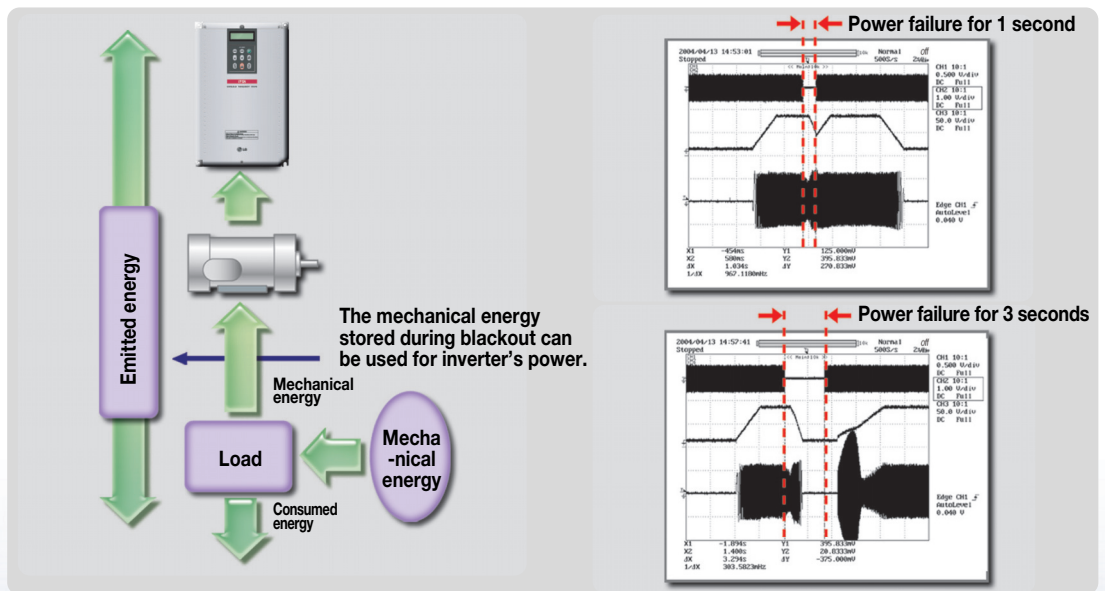 Emitted energy
LG
The mechanical energy
stored during blackout can
be used for inverter's power.
Mechanical
energy
Load
Mecha
-nical
energy
Consumed
energy
Power failure for 1 second
2004/04/13 14:53:01
Stopped
Normal
500S/s
off
CH1 10:1
0.500 V/div
DC Full
CH2 10:1
1.00 V/div
DC Full
CH3 10:1
50.0 V/div
DC Full
Edge CH1
AutoLevel
0.040 V
X1 -454ms Y1 125.000mV
X2 580ms Y2 395.833mV
ΔX 1.034s ΔY 270.833mV
1/ΔX 967.1180mHz
Power failure for 3 seconds
2004/04/13 14:57:41
Stopped
Normal
500S/s
off
CH1 10:1
0.500 V/div
DC Full
CH2 10:1
1.00 V/div
DC Full
CH3 10:1
50.0 V/div
DC Full
Edge CH1
AutoLevel
0.040 V
X1 -1.894s Y1 395.833mV
X2 1.400s Y2 20.8333mV
ΔX 3.294s ΔY -375.000mV
1/ΔX 303.5823mHz